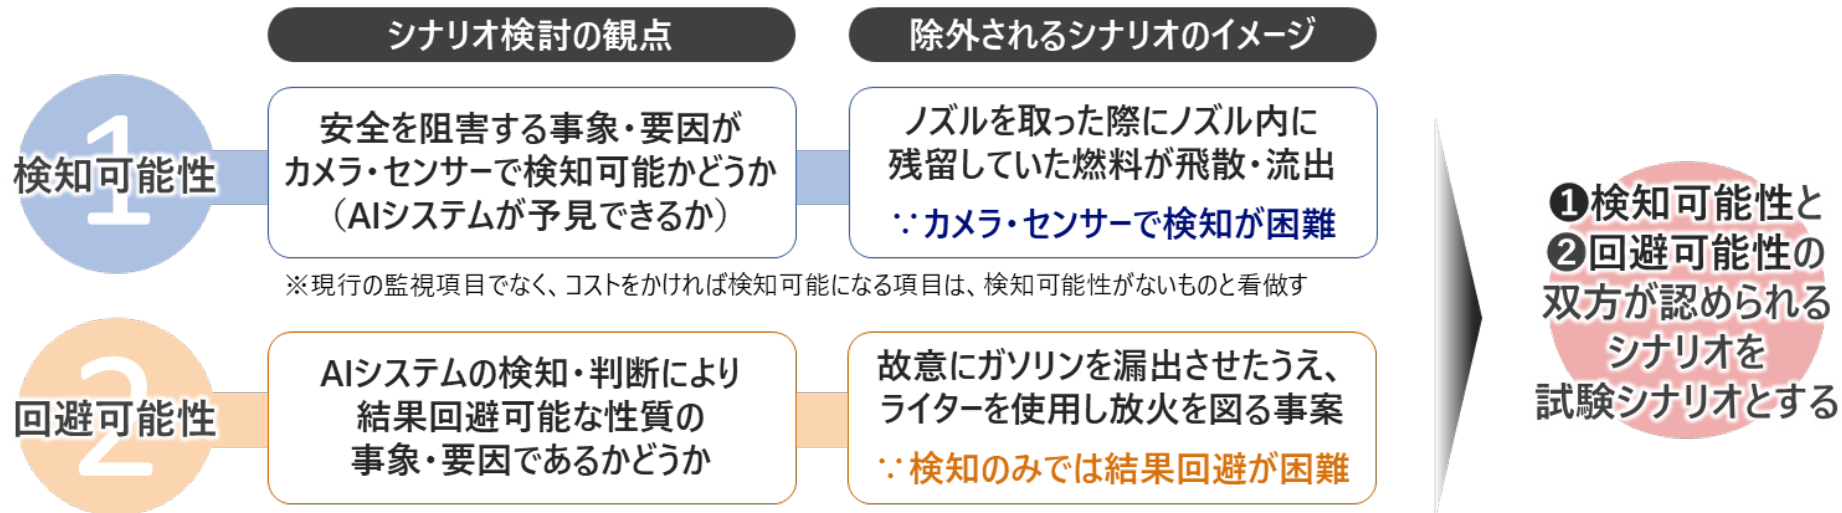 シナリオ検討の観点
除外されるシナリオのイメージ
1
検知可能性
安全を阻害する事象・要因が
カメラ・センサーで検知可能かどうか
（AIシステムが予見できるか）
ノズルを取った際にノズル内に
残留していた燃料が飛散・流出
∵カメラ・センサーで検知が困難
※現行の監視項目でなく、コストをかければ検知可能になる項目は、検知可能性がないものと看做す
2
回避可能性
AIシステムの検知・判断により
結果回避可能な性質の
事象・要因であるかどうか
故意にガソリンを漏出させたうえ、
ライターを使用し放火を図る事案
∵検知のみでは結果回避が困難
❶検知可能性と
❷回避可能性の
双方が認められる
シナリオを
試験シナリオとする